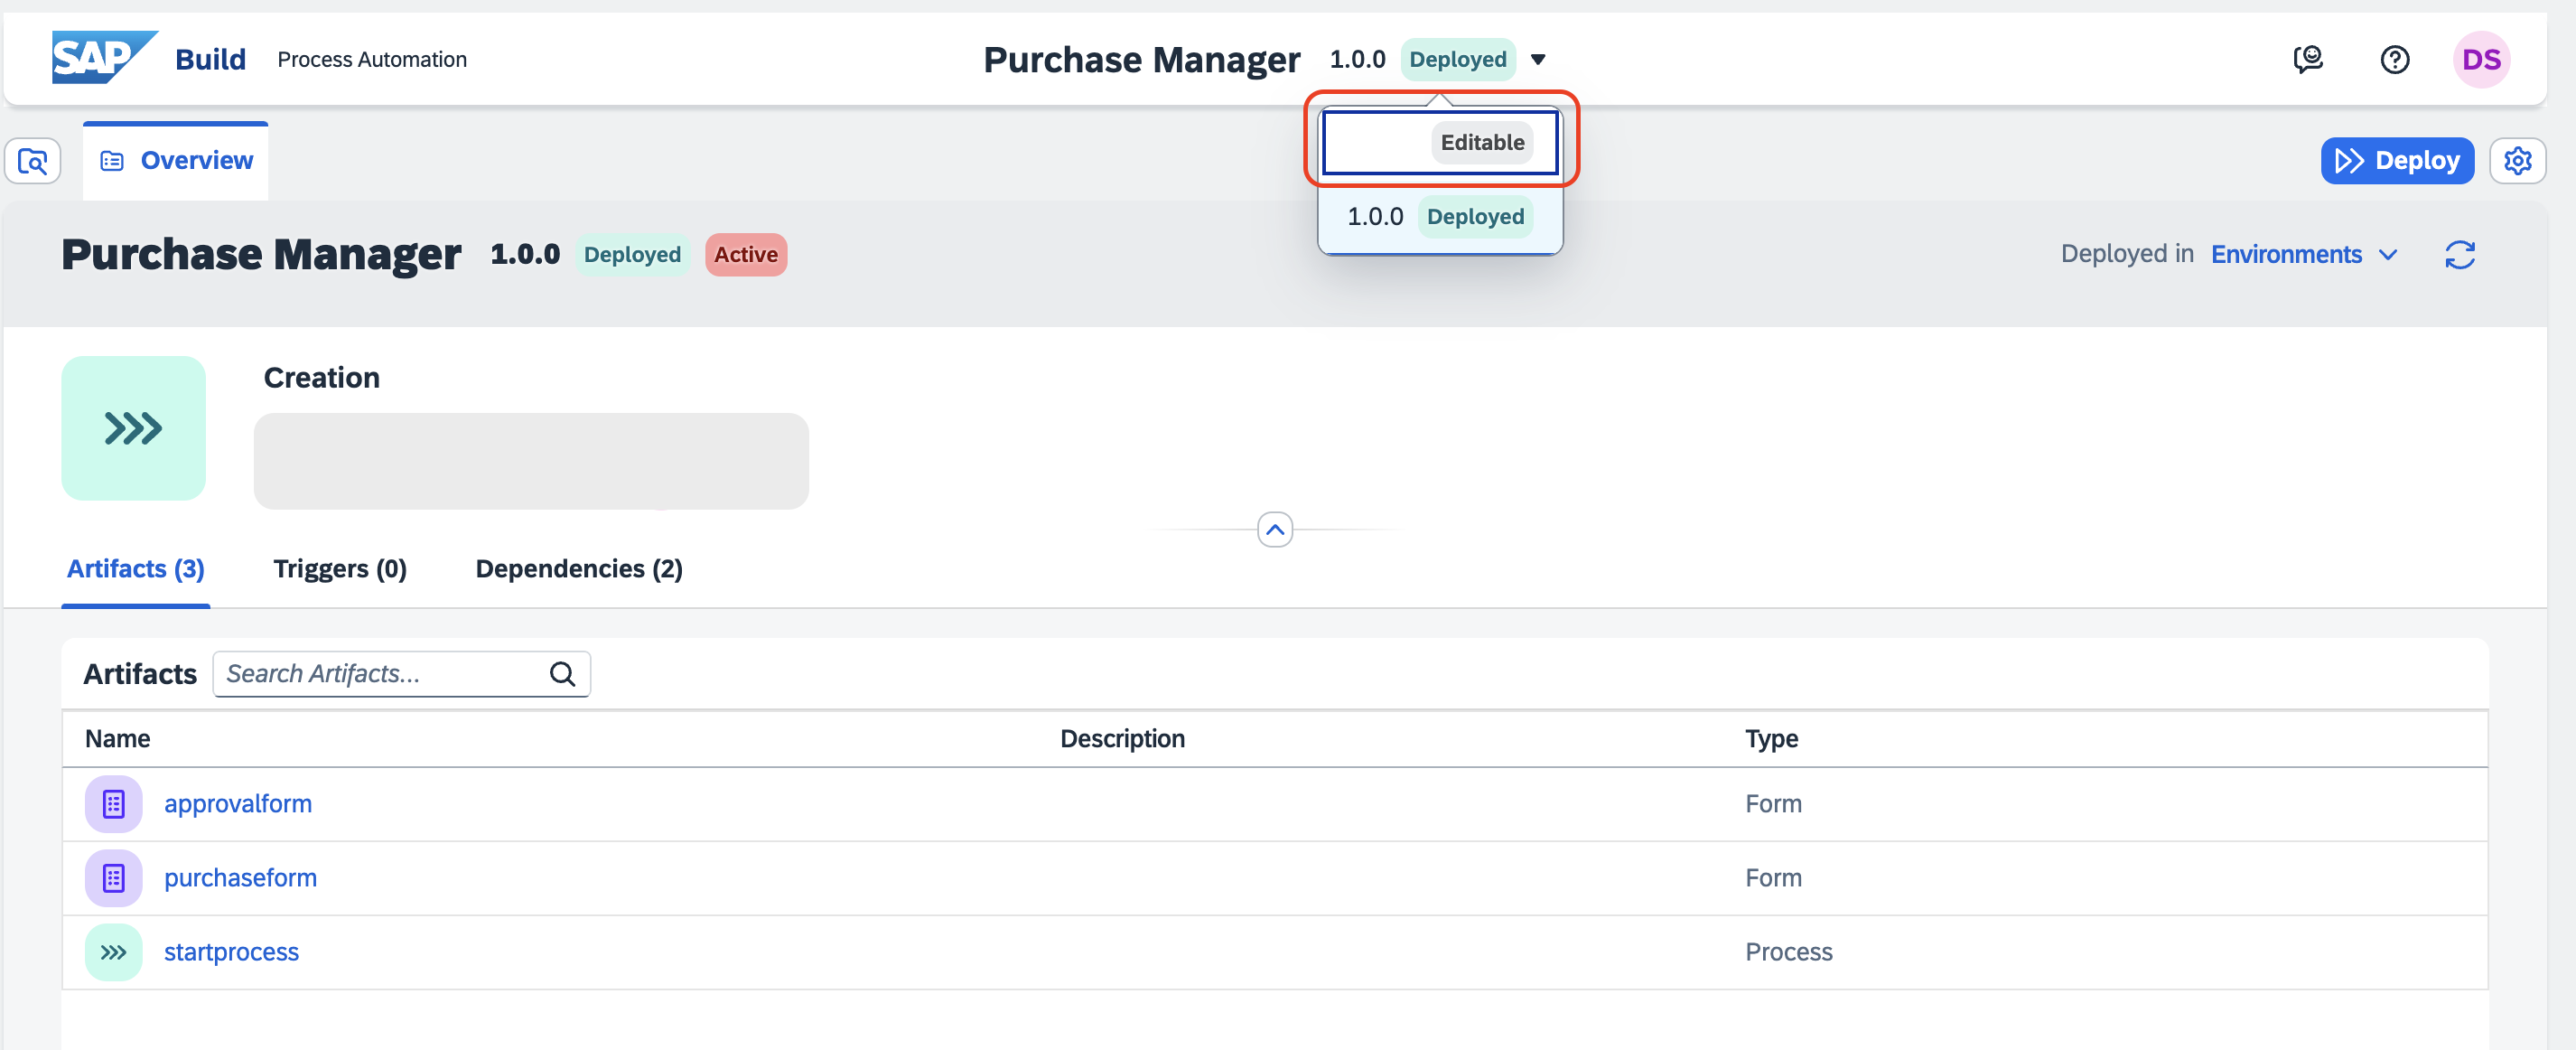 SAP Build Process Automation
Purchase Manager 1.0.0 Deployed
DS
Editable
1.0.0 Deployed
Overview
Deploy
Purchase Manager 1.0.0 Deployed Active
Deployed in Environments
Creation
Artifacts (3) Triggers (0) Dependencies (2)
Artifacts Search Artifacts...
Name Description Type
approvalform Form
purchaseform Form
startprocess Process